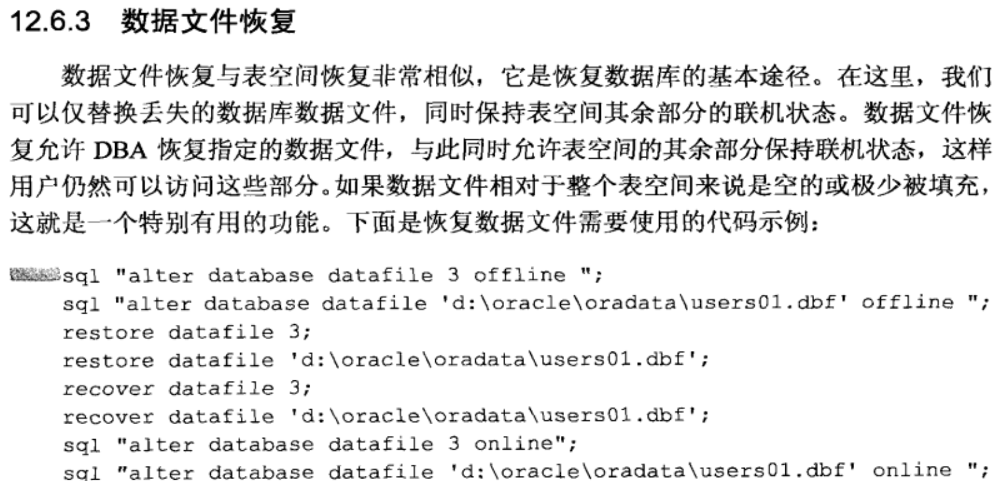 12.6.3 数据文件恢复
数据文件恢复与表空间恢复非常相似，它是恢复数据库的基本途径。在这里，我们
可以仅替换丢失的数据库数据文件，同时保持表空间其余部分的联机状态。数据文件恢
复允许 DBA 恢复指定的数据文件，与此同时允许表空间的其余部分保持联机状态，这样
用户仍然可以访问这些部分。如果数据文件相对于整个表空间来说是空的或极少被填充，
这就是一个特别有用的功能。下面是恢复数据文件需要使用的代码示例：
sql "alter database datafile 3 offline ";
sql "alter database datafile 'd:\oracle\oradata\users01.dbf' offline ";
restore datafile 3;
restore datafile 'd:\oracle\oradata\users01.dbf';
recover datafile 3;
recover datafile 'd:\oracle\oradata\users01.dbf';
sql "alter database datafile 3 online";
sql "alter database datafile 'd:\oracle\oradata\users01.dbf' online ";